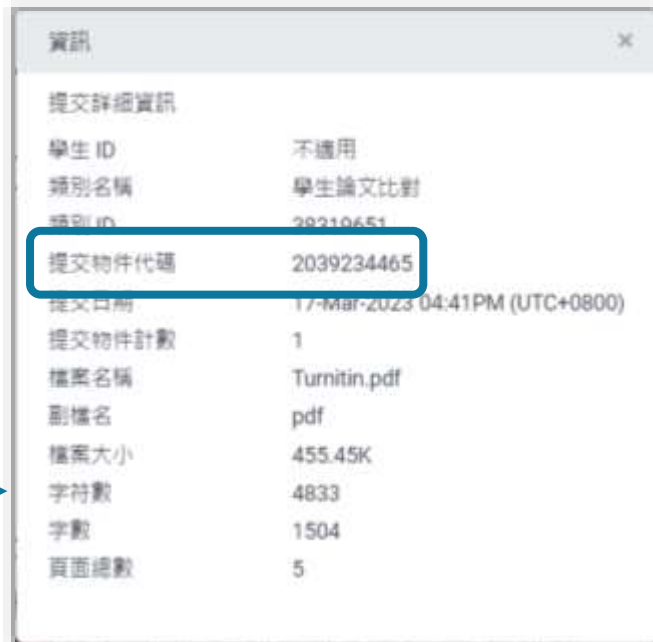 資訊 ×
提交詳細資訊
學生 ID 不適用
類別名稱 學生論文比對
類別 ID 38319651
提交物件代碼 2039234465
提交日期 17-Mar-2023 04:41PM (UTC+0800)
提交物件計數 1
檔案名稱 Turnitin.pdf
副檔名 pdf
檔案大小 455.45K
字符數 4833
字數 1504
頁面總數 5